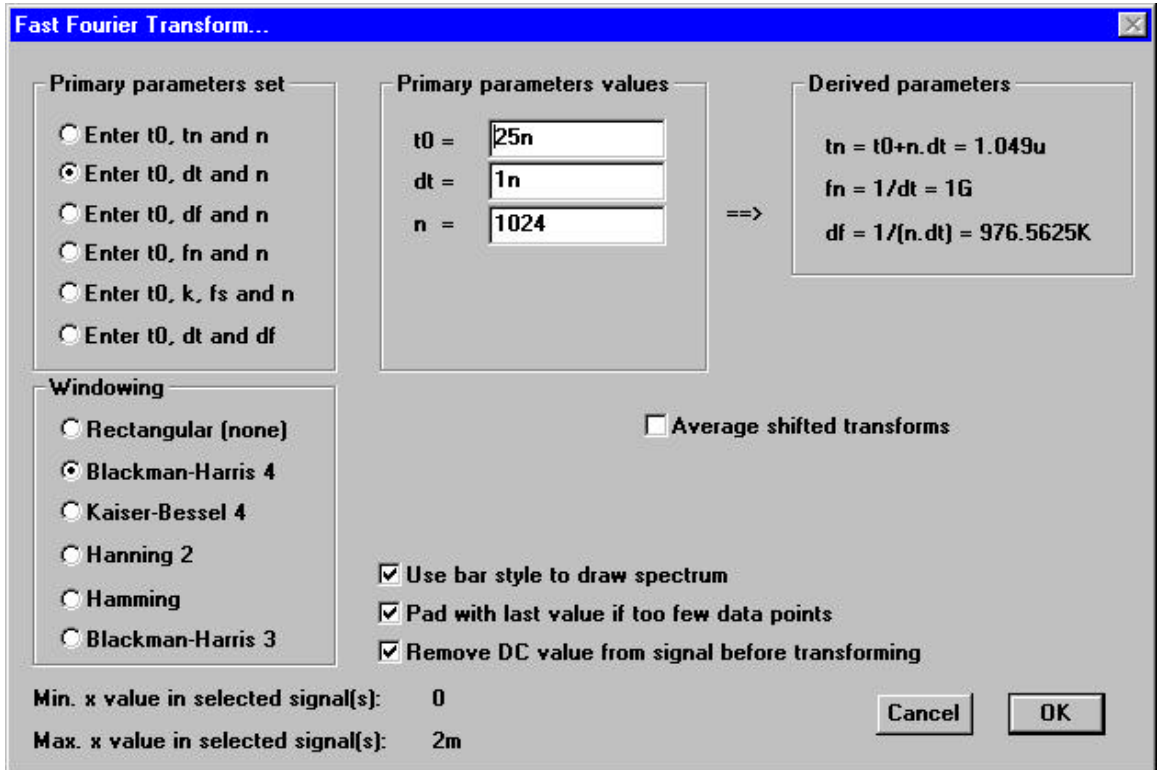 Fast Fourier Transform...
Primary parameters set
Enter t0, tn and n
Enter t0, dt and n
Enter t0, df and n
Enter t0, fn and n
Enter t0, k, fs and n
Enter t0, dt and df
Primary parameters values
t0 = 25n
dt = 1n
n = 1024
==>
Derived parameters
tn = t0+n.dt = 1.049u
fn = 1/dt = 1G
df = 1/(n.dt) = 976.5625K
Windowing
Rectangular (none)
Blackman-Harris 4
Kaiser-Bessel 4
Hanning 2
Hamming
Blackman-Harris 3
Average shifted transforms
Use bar style to draw spectrum
Pad with last value if too few data points
Remove DC value from signal before transforming
Min. x value in selected signal(s): 0
Max. x value in selected signal(s): 2m
Cancel
OK